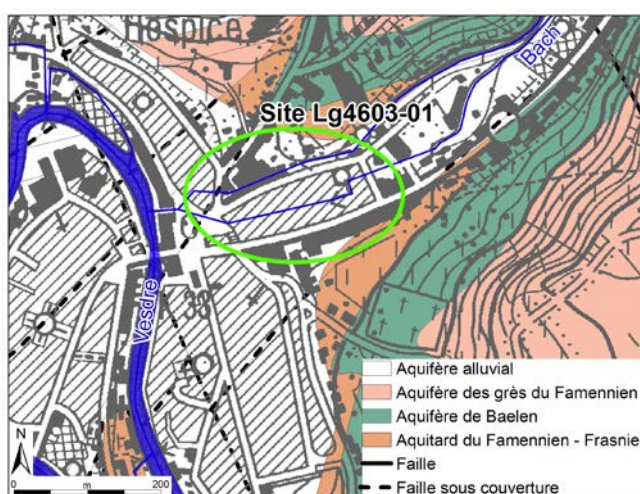 Hospice
Bach
Site Lg4603-01
Vesdre
33
Aquifère alluvial
Aquifère des grès du Famennien
Aquifère de Baelen
Aquitard du Famennien - Frasnie
Faille
Faille sous couverture
N
0 m 200